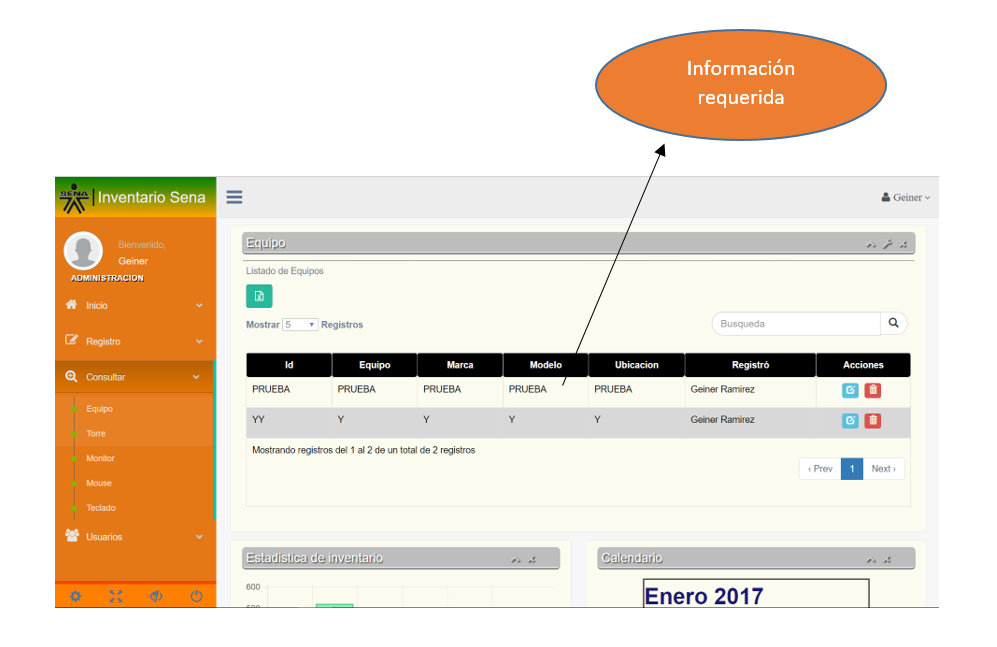 Información
requerida
SENA Inventario Sena
Geiner
Bienvenido,
Geiner
ADMINISTRACION
Inicio
Registro
Consultar
Equipo
Torre
Monitor
Mouse
Teclado
Usuarios
Equipo
Listado de Equipos
Mostrar 5 Registros
Busqueda
Id Equipo Marca Modelo Ubicacion Registró Acciones
PRUEBA PRUEBA PRUEBA PRUEBA PRUEBA Geiner Ramirez
YY Y Y Y Y Geiner Ramirez
Mostrando registros del 1 al 2 de un total de 2 registros
‹ Prev 1 Next ›
Estadistica de inventario
600
Calendario
Enero 2017